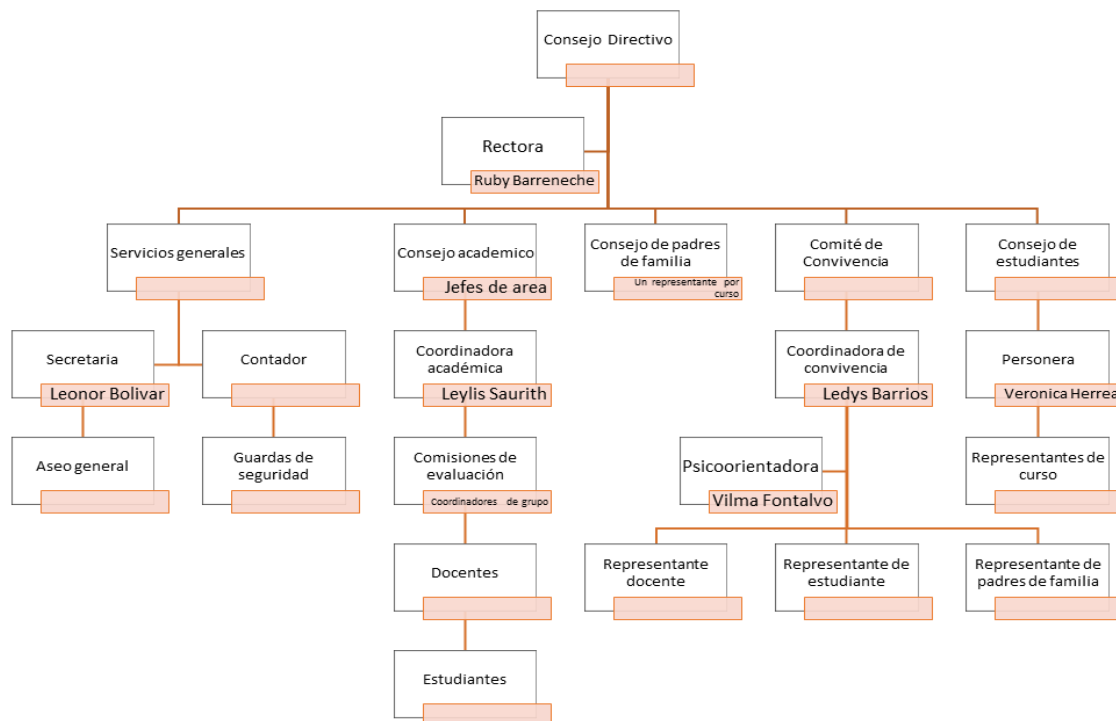 Consejo Directivo
Rectora
Ruby Barreneche
Servicios generales
Consejo academico
Jefes de area
Consejo de padres
de familia
Un representante por
curso
Comité de
Convivencia
Consejo de
estudiantes
Secretaria
Leonor Bolivar
Contador
Coordinadora
académica
Leylis Saurith
Coordinadora de
convivencia
Ledys Barrios
Personera
Veronica Herrea
Aseo general
Guardas de
seguridad
Comisiones de
evaluación
Coordinadores de grupo
Psicoorientadora
Vilma Fontalvo
Representantes de
curso
Docentes
Representante
docente
Representante de
estudiante
Representante de
padres de familia
Estudiantes